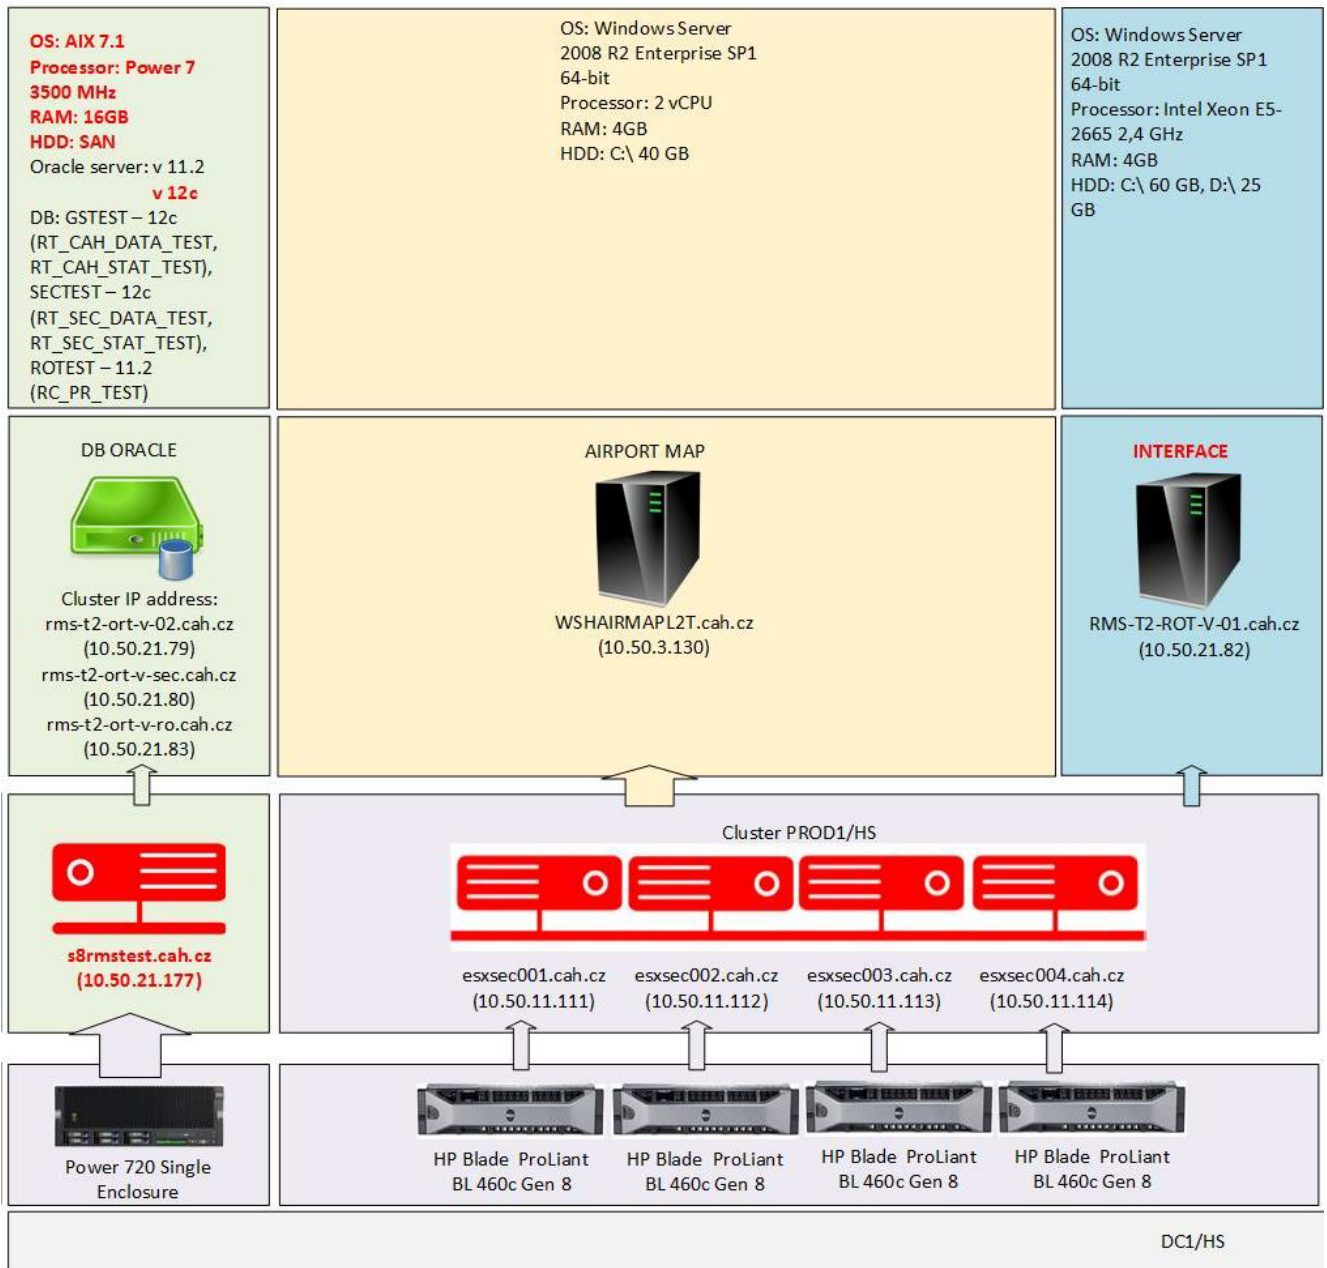 OS: AIX 7.1
Processor: Power 7
3500 MHz
RAM: 16GB
HDD: SAN
Oracle server: v 11.2
v 12c
DB: GSTEST – 12c
(RT_CAH_DATA_TEST,
RT_CAH_STAT_TEST),
SECTEST – 12c
(RT_SEC_DATA_TEST,
RT_SEC_STAT_TEST),
ROTEST – 11.2
(RC_PR_TEST)
OS: Windows Server
2008 R2 Enterprise SP1
64-bit
Processor: 2 vCPU
RAM: 4GB
HDD: C:\ 40 GB
OS: Windows Server
2008 R2 Enterprise SP1
64-bit
Processor: Intel Xeon E5-
2665 2,4 GHz
RAM: 4GB
HDD: C:\ 60 GB, D:\ 25
GB
DB ORACLE
Cluster IP address:
rms-t2-ort-v-02.cah.cz
(10.50.21.79)
rms-t2-ort-v-sec.cah.cz
(10.50.21.80)
rms-t2-ort-v-ro.cah.cz
(10.50.21.83)
AIRPORT MAP
WSHAIRMAPL2T.cah.cz
(10.50.3.130)
INTERFACE
RMS-T2-ROT-V-01.cah.cz
(10.50.21.82)
s8rmstest.cah.cz
(10.50.21.177)
Cluster PROD1/HS
esxsec001.cah.cz
(10.50.11.111)
esxsec002.cah.cz
(10.50.11.112)
esxsec003.cah.cz
(10.50.11.113)
esxsec004.cah.cz
(10.50.11.114)
Power 720 Single
Enclosure
HP Blade ProLiant
BL 460c Gen 8
HP Blade ProLiant
BL 460c Gen 8
HP Blade ProLiant
BL 460c Gen 8
HP Blade ProLiant
BL 460c Gen 8
DC1/HS